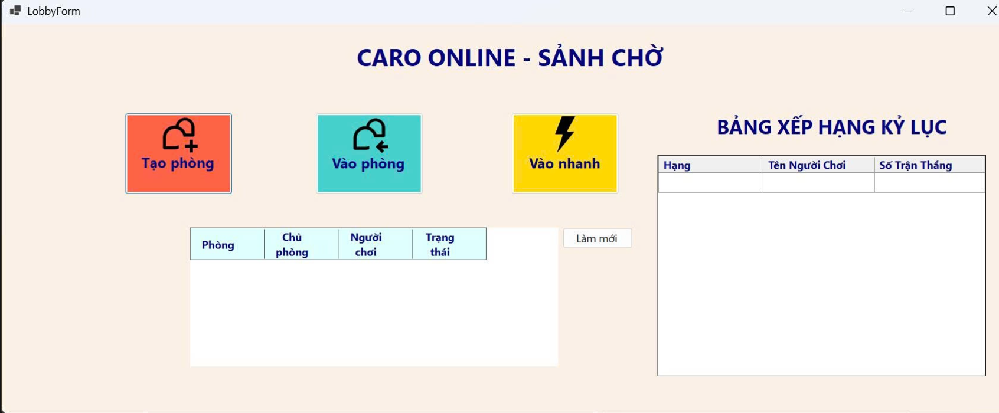 LobbyForm
CARO ONLINE - SẢNH CHỜ
Tạo phòng
Vào phòng
Vào nhanh
BẢNG XẾP HẠNG KỶ LỤC
Hạng Tên Người Chơi Số Trận Thắng
Phòng
Chủ
phòng
Người
chơi
Trạng
thái
Làm mới